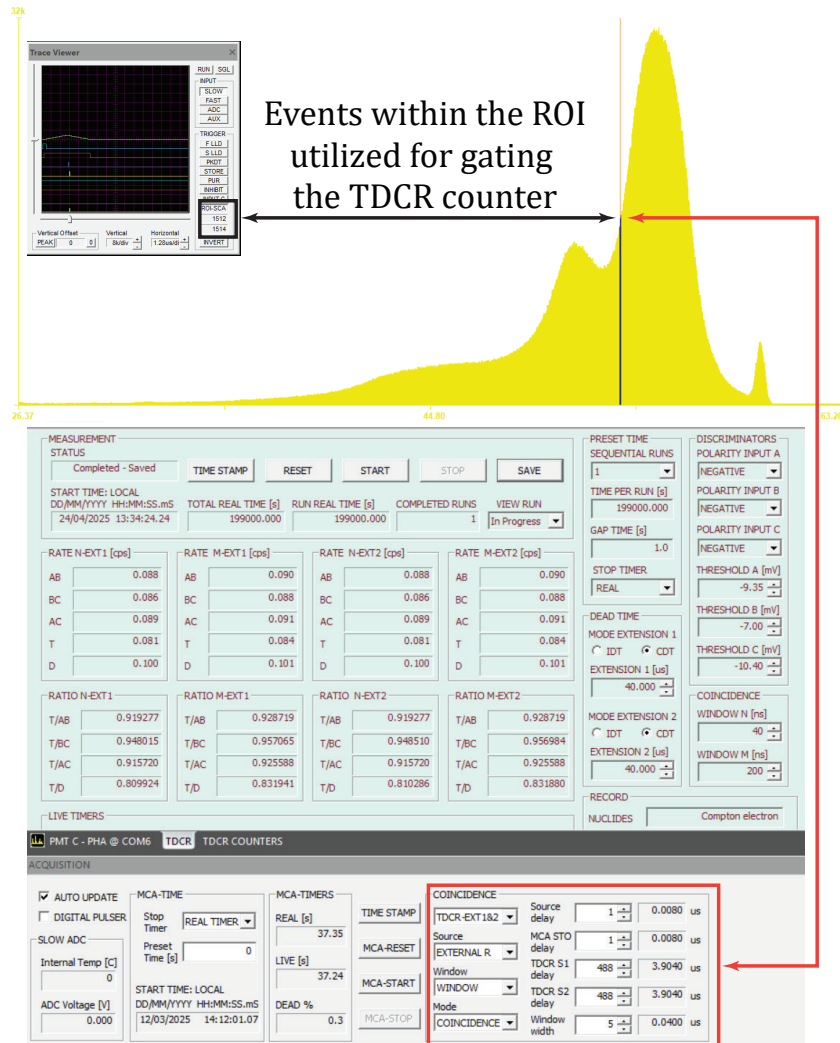 32k
Trace Viewer ×
RUN SGL
INPUT
SLOW
FAST
ADC
AUX
TRIGGER
F LLD
S LLD
PKDT
STORE
PUR
INHIBIT
ROI-SCA
1512
1514
INVERT
Vertical Offset Vertical Horizontal
PEAK 0 0 8k/div 1.28us/di
Events within the ROI
utilized for gating
the TDCR counter
26.37 44.80 63.20
MEASUREMENT
STATUS
Completed - Saved TIME STAMP RESET START STOP SAVE
START TIME: LOCAL
DD/MM/YYYY HH:MM:SS.mS TOTAL REAL TIME [s] RUN REAL TIME [s] COMPLETED RUNS VIEW RUN
24/04/2025 13:34:24.24 199000.000 199000.000 1 In Progress
RATE N-EXT1 [cps] RATE M-EXT1 [cps] RATE N-EXT2 [cps] RATE M-EXT2 [cps]
AB 0.088 AB 0.090 AB 0.088 AB 0.090
BC 0.086 BC 0.088 BC 0.086 BC 0.088
AC 0.089 AC 0.091 AC 0.089 AC 0.091
T 0.081 T 0.084 T 0.081 T 0.084
D 0.100 D 0.101 D 0.100 D 0.101
RATIO N-EXT1 RATIO M-EXT1 RATIO N-EXT2 RATIO M-EXT2
T/AB 0.919277 T/AB 0.928719 T/AB 0.919277 T/AB 0.928719
T/BC 0.948015 T/BC 0.957065 T/BC 0.948510 T/BC 0.956984
T/AC 0.915720 T/AC 0.925588 T/AC 0.915720 T/AC 0.925588
T/D 0.809924 T/D 0.831941 T/D 0.810286 T/D 0.831880
LIVE TIMERS
PRESET TIME
SEQUENTIAL RUNS
1
TIME PER RUN [s]
199000.000
GAP TIME [s]
1.0
STOP TIMER
REAL
DEAD TIME
MODE EXTENSION 1
IDT CDT
EXTENSION 1 [us]
40.000
MODE EXTENSION 2
IDT CDT
EXTENSION 2 [us]
40.000
DISCRIMINATORS
POLARITY INPUT A
NEGATIVE
POLARITY INPUT B
NEGATIVE
POLARITY INPUT C
NEGATIVE
THRESHOLD A [mV]
-9.35
THRESHOLD B [mV]
-7.00
THRESHOLD C [mV]
-10.40
COINCIDENCE
WINDOW N [ns]
40
WINDOW M [ns]
200
RECORD
NUCLIDES Compton electron
PMT C - PHA @ COM6 TDCR TDCR COUNTERS
ACQUISITION
AUTO UPDATE
DIGITAL PULSER
SLOW ADC
Internal Temp [C]
0
ADC Voltage [V]
0.000
MCA-TIME
Stop Timer REAL TIMER
Preset Time [s] 0
START TIME: LOCAL
DD/MM/YYYY HH:MM:SS.mS
12/03/2025 14:12:01.07
MCA-TIMERS
REAL [s]
37.35
LIVE [s]
37.24
DEAD %
0.3
TIME STAMP
MCA-RESET
MCA-START
MCA-STOP
COINCIDENCE
TDCR-EXT1&2
Source
EXTERNAL R
Window
WINDOW
Mode
COINCIDENCE
Source delay 1 0.0080 us
MCA STO delay 1 0.0080 us
TDCR S1 delay 488 3.9040 us
TDCR S2 delay 488 3.9040 us
Window width 5 0.0400 us